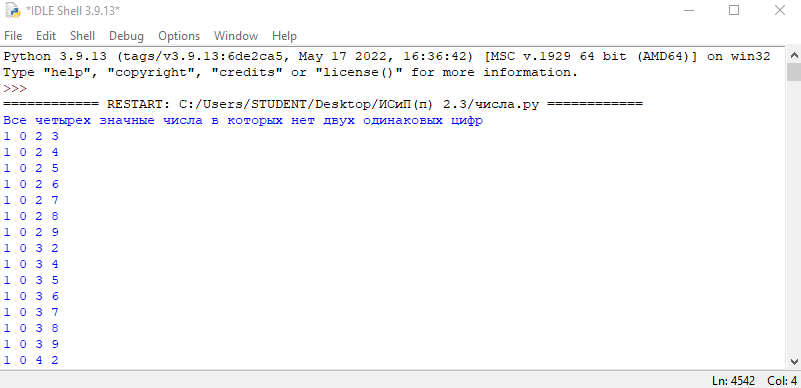 *IDLE Shell 3.9.13*
File Edit Shell Debug Options Window Help
Python 3.9.13 (tags/v3.9.13:6de2ca5, May 17 2022, 16:36:42) [MSC v.1929 64 bit (AMD64)] on win32
Type "help", "copyright", "credits" or "license()" for more information.
>>>
============ RESTART: C:/Users/STUDENT/Desktop/ИСиП(п) 2.3/числа.py ============
Все четырех значные числа в которых нет двух одинаковых цифр
1 0 2 3
1 0 2 4
1 0 2 5
1 0 2 6
1 0 2 7
1 0 2 8
1 0 2 9
1 0 3 2
1 0 3 4
1 0 3 5
1 0 3 6
1 0 3 7
1 0 3 8
1 0 3 9
1 0 4 2
Ln: 4542 Col: 4